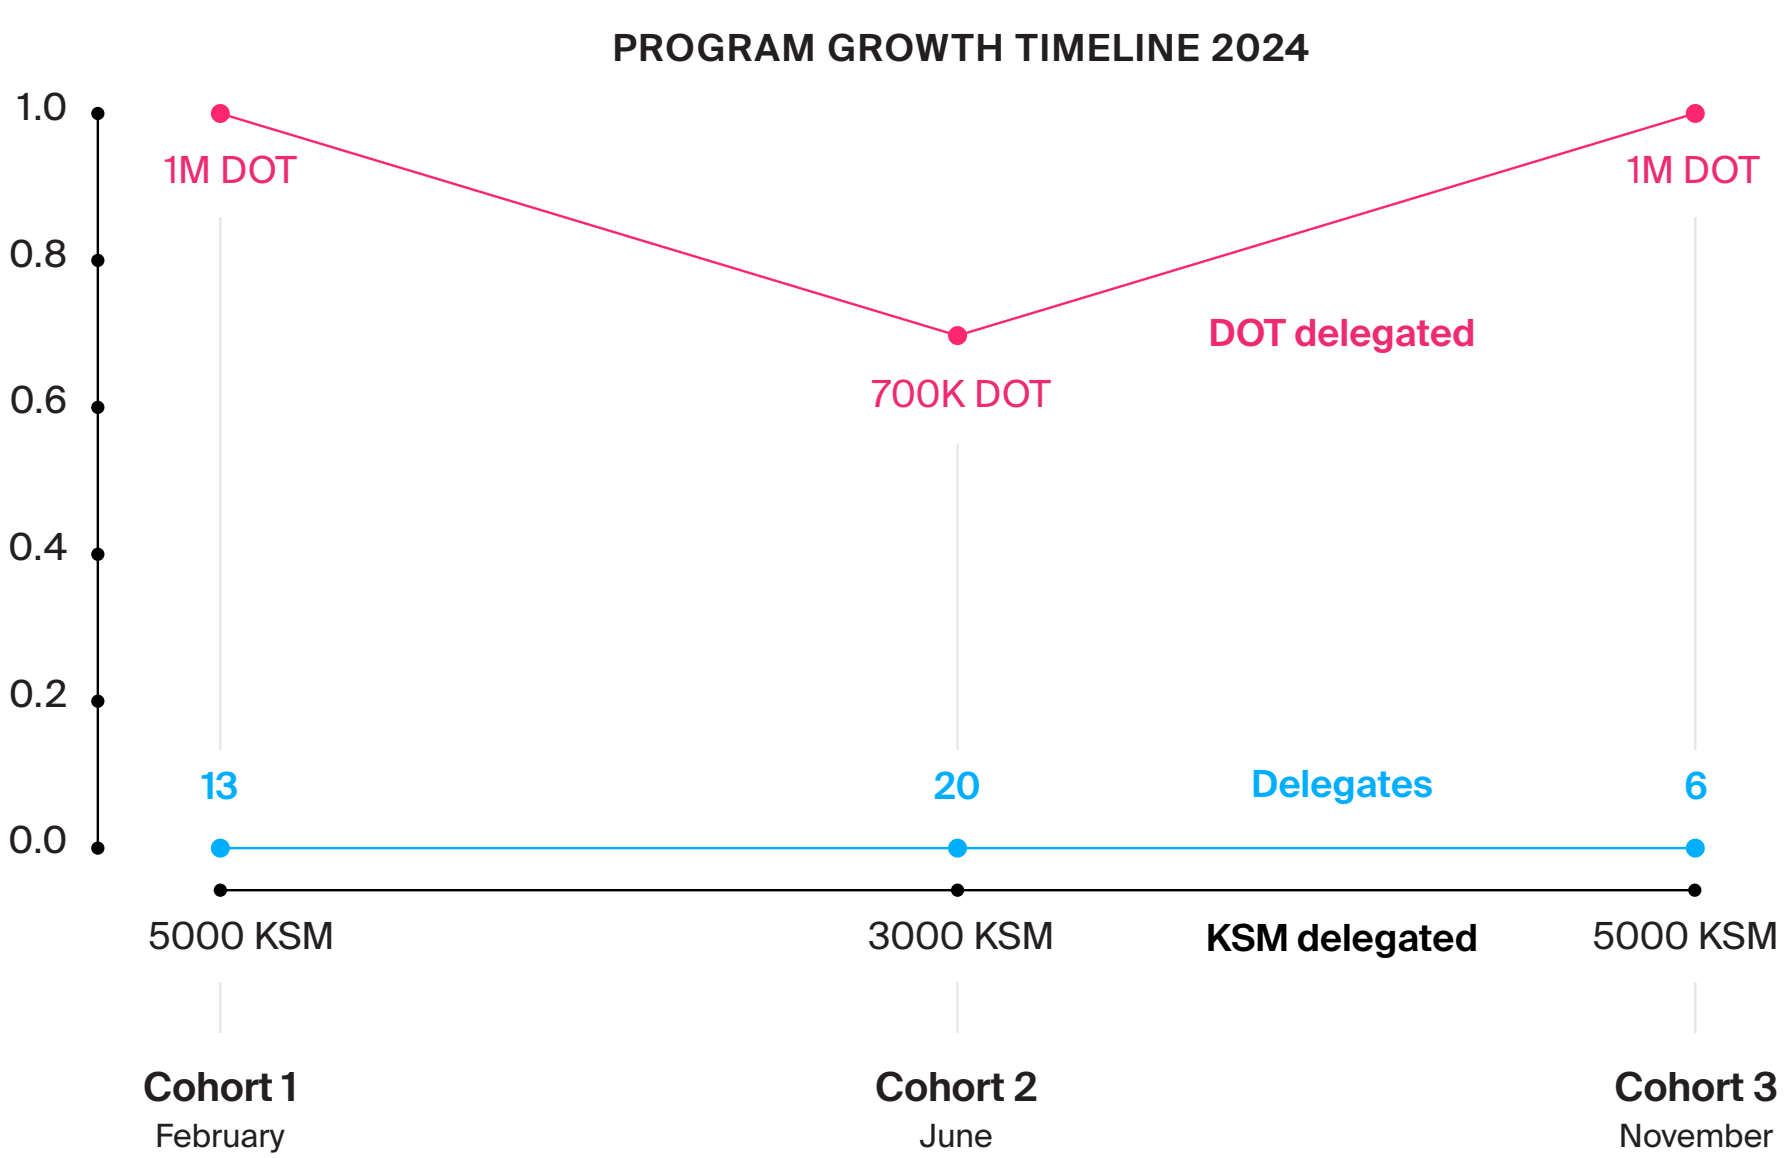 PROGRAM GROWTH TIMELINE 2024
1.0
1M DOT
1M DOT
0.8
DOT delegated
700K DOT
0.6
0.4
0.2
13
20
Delegates
6
0.0
5000 KSM
3000 KSM
KSM delegated
5000 KSM
Cohort 1
Cohort 2
Cohort 3
February
June
November